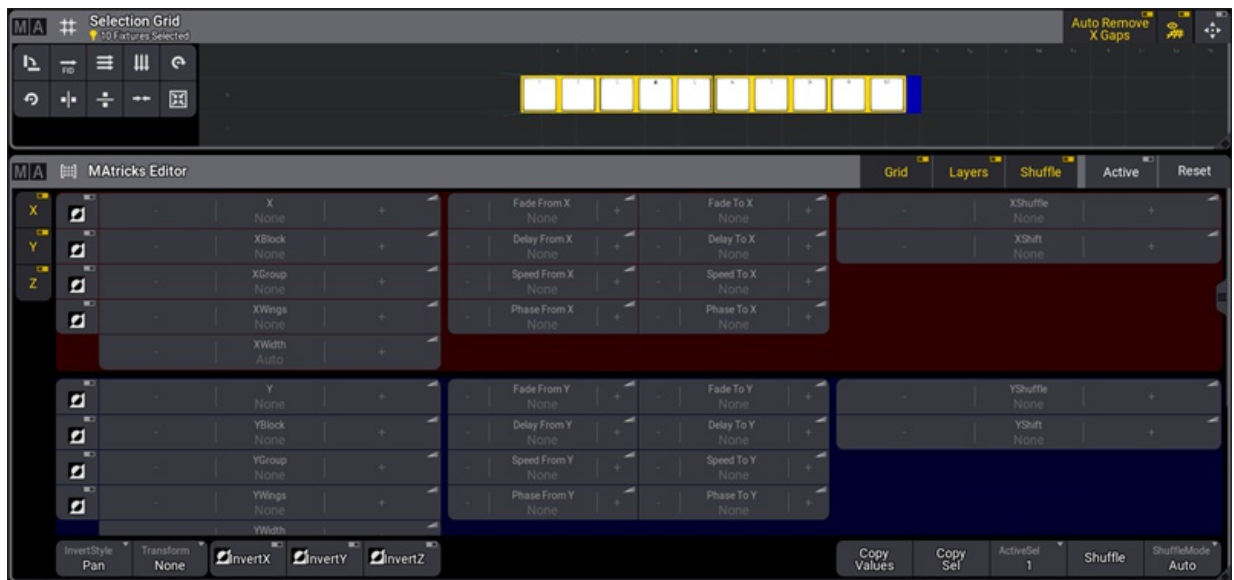 MA Selection Grid
10 Fixtures Selected
Auto Remove
X Gaps
FID
MA MAtricks Editor
Grid Layers Shuffle Active Reset
X
Y
Z
- X + - Fade From X + - Fade To X + - XShuffle +
None None None None
- XBlock + - Delay From X + - Delay To X + - XShift +
None None None None
- XGroup + - Speed From X + - Speed To X +
None None None
- XWings + - Phase From X + - Phase To X +
None None None
- XWidth +
Auto
- Y + - Fade From Y + - Fade To Y + - YShuffle +
None None None None
- YBlock + - Delay From Y + - Delay To Y + - YShift +
None None None None
- YGroup + - Speed From Y + - Speed To Y +
None None None
- YWings + - Phase From Y + - Phase To Y +
None None None
YWidth
InvertStyle Transform InvertX InvertY InvertZ Copy Copy ActiveSel Shuffle ShuffleMode
Pan None Values Sel 1 Auto